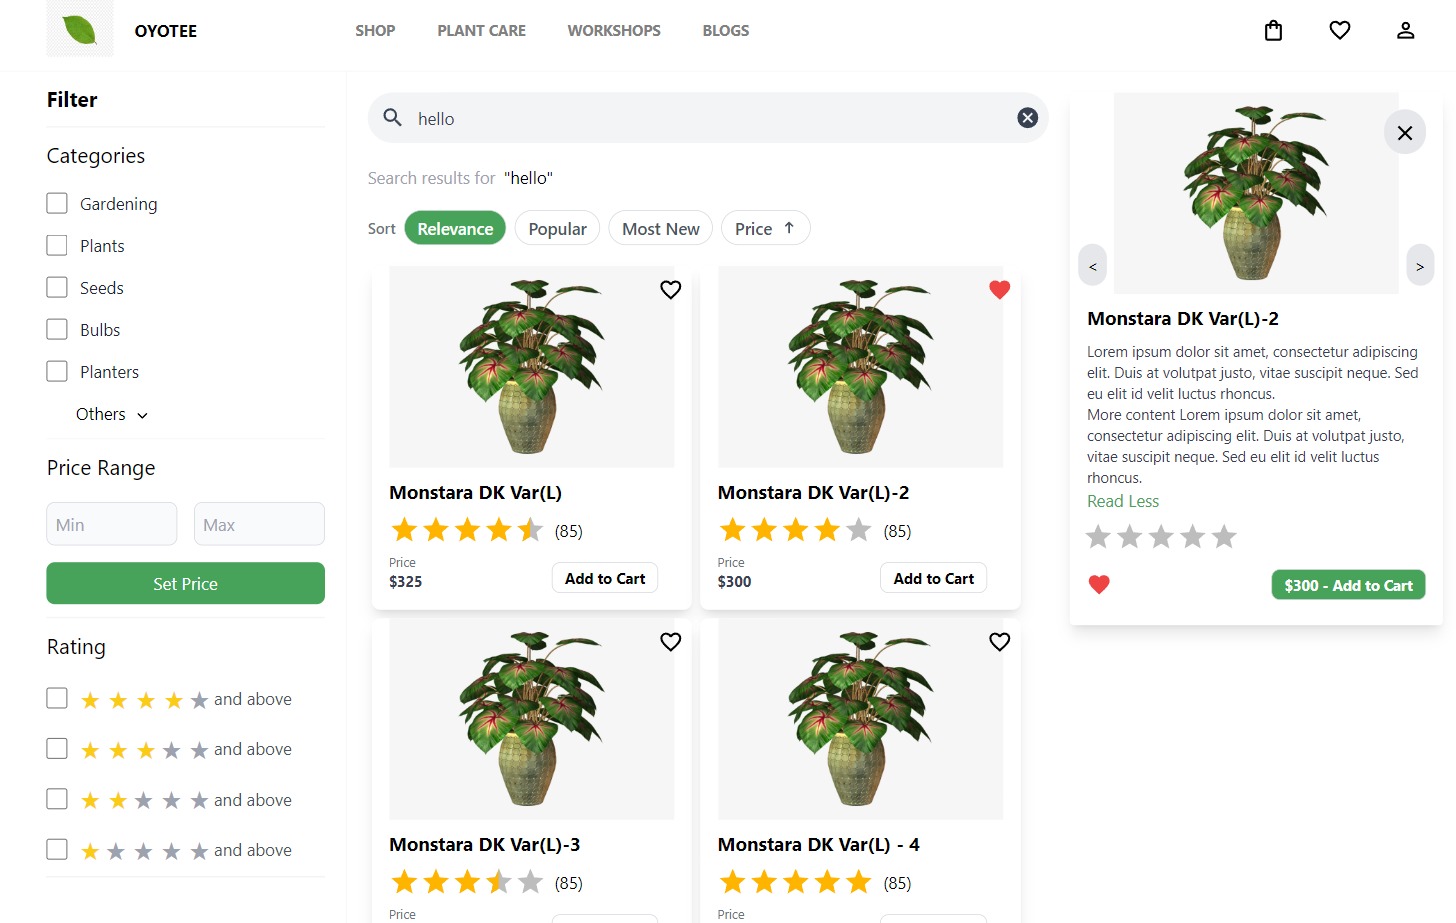 OYOTEE
SHOP
PLANT CARE
WORKSHOPS
BLOGS
Filter
Categories
Gardening
Plants
Seeds
Bulbs
Planters
Others
Price Range
Min
Max
Set Price
Rating
and above
and above
and above
and above
hello
Search results for "hello"
Sort
Relevance
Popular
Most New
Price ↑
Monstara DK Var(L)
(85)
Price
$325
Add to Cart
Monstara DK Var(L)-2
(85)
Price
$300
Add to Cart
Monstara DK Var(L)-3
(85)
Price
Monstara DK Var(L) - 4
(85)
Price
<
>
Monstara DK Var(L)-2
Lorem ipsum dolor sit amet, consectetur adipiscing
elit. Duis at volutpat justo, vitae suscipit neque. Sed
eu elit id velit luctus rhoncus.
More content Lorem ipsum dolor sit amet,
consectetur adipiscing elit. Duis at volutpat justo,
vitae suscipit neque. Sed eu elit id velit luctus
rhoncus.
Read Less
$300 - Add to Cart